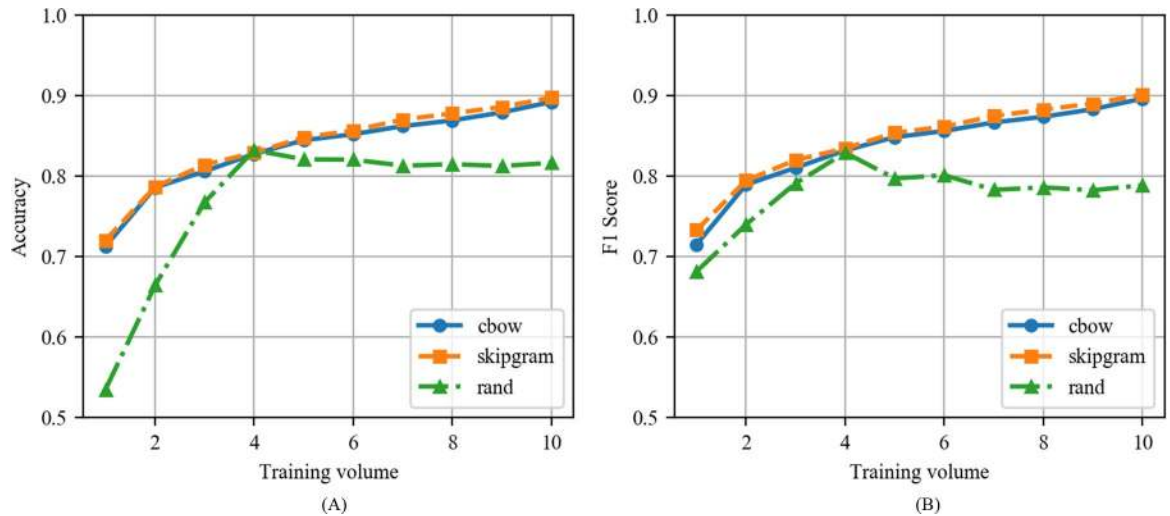 1.0
0.9
0.8
0.7
0.6
0.5
Accuracy
2 4 6 8 10
Training volume
cbow
skipgram
rand
(A)
1.0
0.9
0.8
0.7
0.6
0.5
F1 Score
2 4 6 8 10
Training volume
cbow
skipgram
rand
(B)